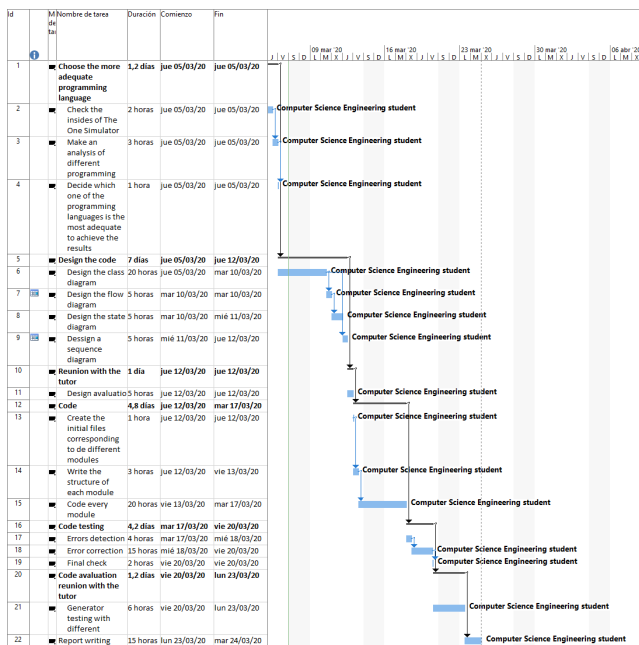 Id M de tar Nombre de tarea Duración Comienzo Fin
09 mar '20 16 mar '20 23 mar '20 30 mar '20 06 abr '20
J V S D L M X J V S D L M X J V S D L M X J V S D L M X J V S D L M X
1 Choose the more 1,2 días jue 05/03/20 jue 05/03/20
adequate
programming
language
2 Check the 2 horas jue 05/03/20 jue 05/03/20 Computer Science Engineering student
insides of The
One Simulator
3 Make an 3 horas jue 05/03/20 jue 05/03/20 Computer Science Engineering student
analysis of
different
programming
4 Decide which 1 hora jue 05/03/20 jue 05/03/20 Computer Science Engineering student
one of the
programming
languages is the
most adequate
to achieve the
results
5 Design the code 7 días jue 05/03/20 jue 12/03/20
6 Design the class 20 horas jue 05/03/20 mar 10/03/20 Computer Science Engineering student
diagram
7 Design the flow 5 horas mar 10/03/20 mar 10/03/20 Computer Science Engineering student
diagram
8 Design the state 5 horas mar 10/03/20 mié 11/03/20 Computer Science Engineering student
diagram
9 Dessign a 5 horas mié 11/03/20 jue 12/03/20 Computer Science Engineering student
sequence
diagram
10 Reunion with the 1 día jue 12/03/20 jue 12/03/20
tutor
11 Design avaluatio 5 horas jue 12/03/20 jue 12/03/20 Computer Science Engineering student
12 Code 4,8 días jue 12/03/20 mar 17/03/20
13 Create the 1 hora jue 12/03/20 jue 12/03/20 Computer Science Engineering student
initial files
corresponding
to de different
modules
14 Write the 3 horas jue 12/03/20 vie 13/03/20 Computer Science Engineering student
structure of
each module
15 Code every 20 horas vie 13/03/20 mar 17/03/20 Computer Science Engineering student
module
16 Code testing 4,2 días mar 17/03/20 vie 20/03/20
17 Errors detection 4 horas mar 17/03/20 mié 18/03/20
18 Error correction 15 horas mié 18/03/20 vie 20/03/20 Computer Science Engineering student
19 Final check 2 horas vie 20/03/20 vie 20/03/20 Computer Science Engineering student
20 Code avaluation 1,2 días vie 20/03/20 lun 23/03/20
reunion with the
tutor
21 Generator 6 horas vie 20/03/20 lun 23/03/20 Computer Science Engineering student
testing with
different
22 Report writing 15 horas lun 23/03/20 mar 24/03/20 Computer Science Engineering student